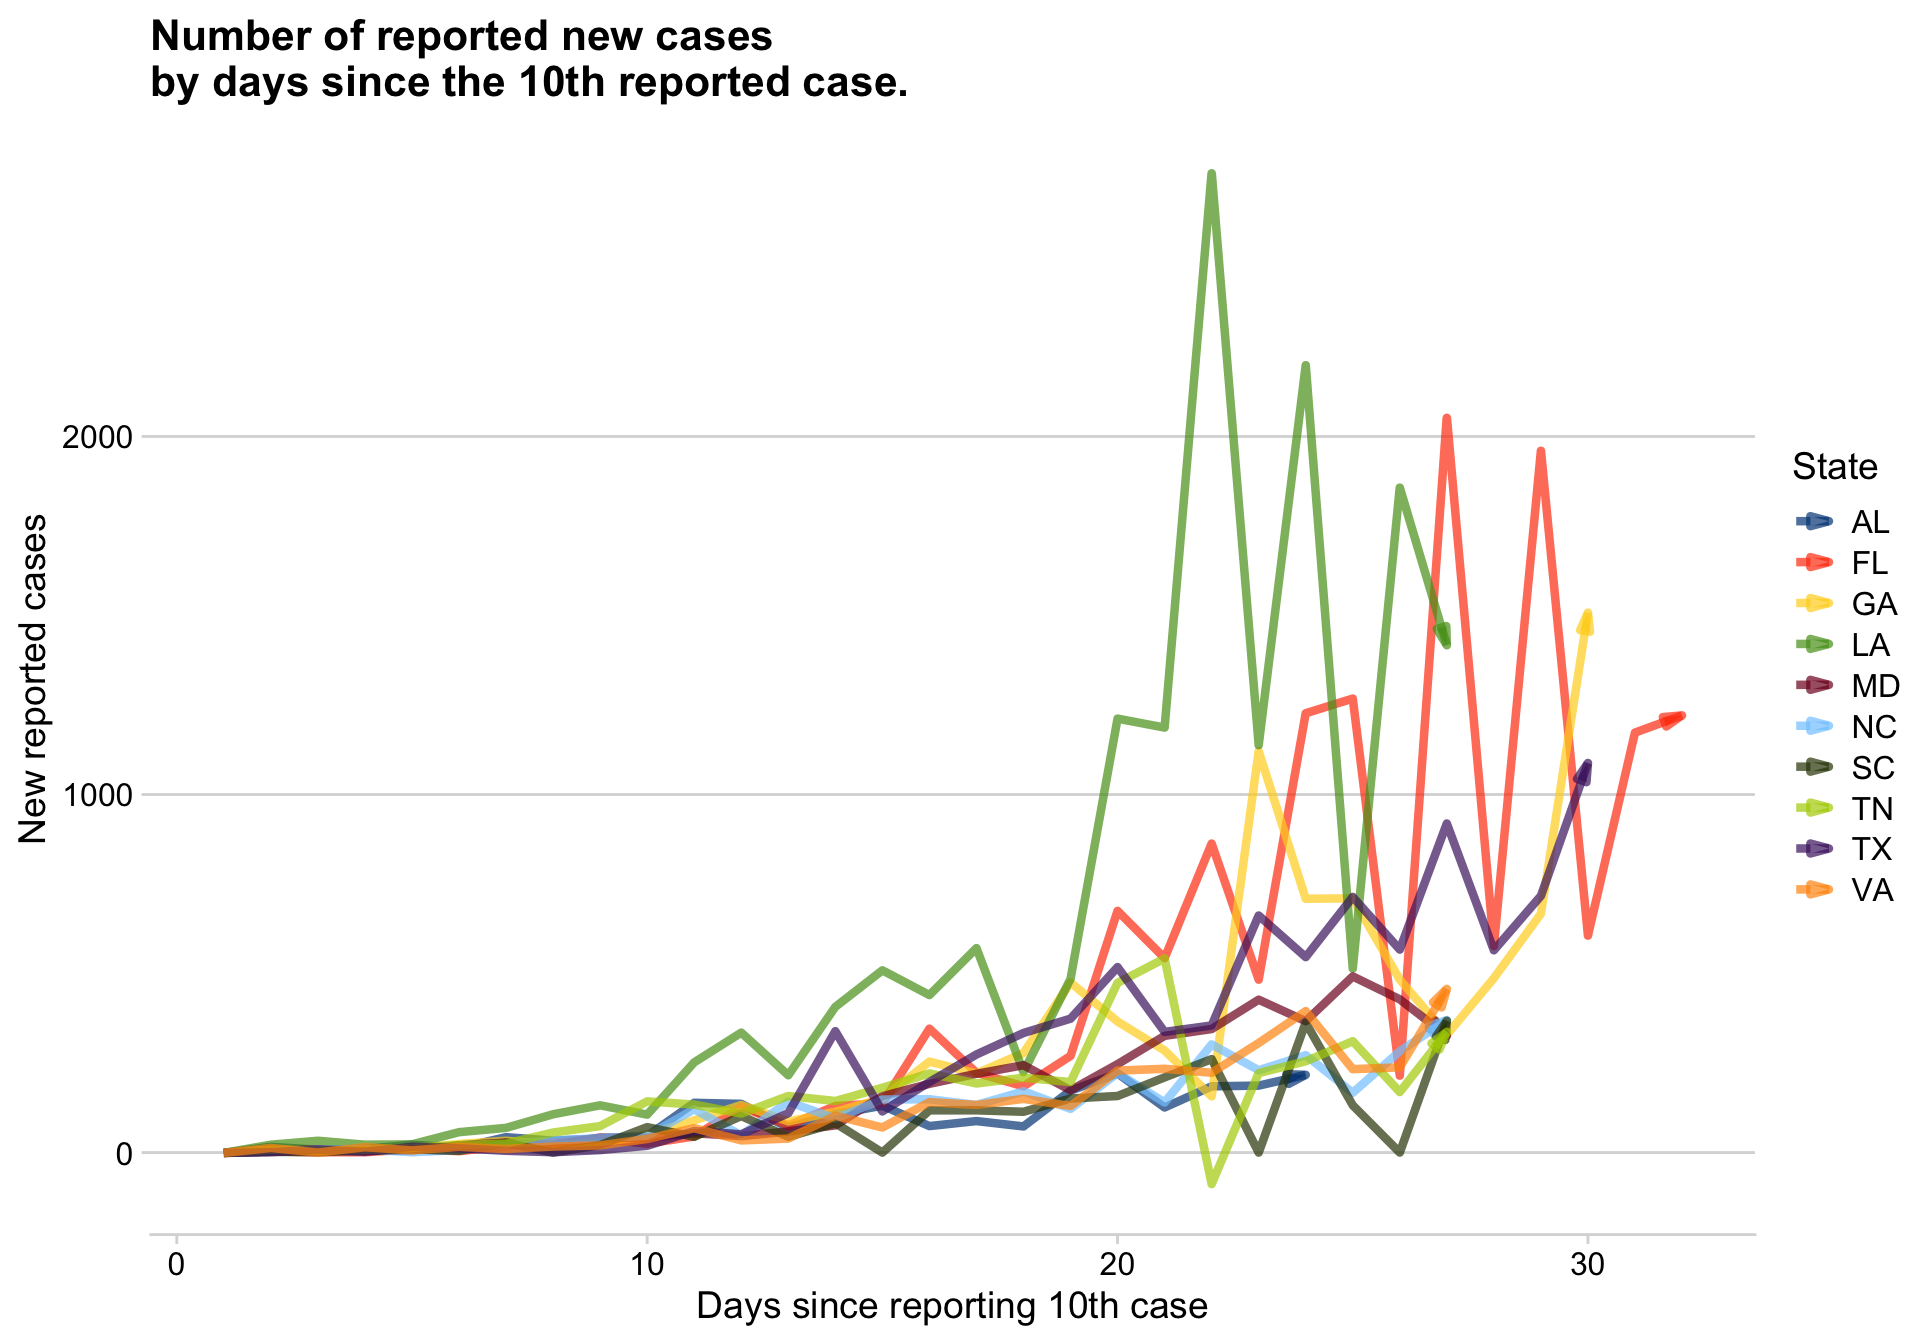 Number of reported new cases
by days since the 10th reported case.
New reported cases
2000
1000
0
0
10
20
30
Days since reporting 10th case
State
AL
FL
GA
LA
MD
NC
SC
TN
TX
VA